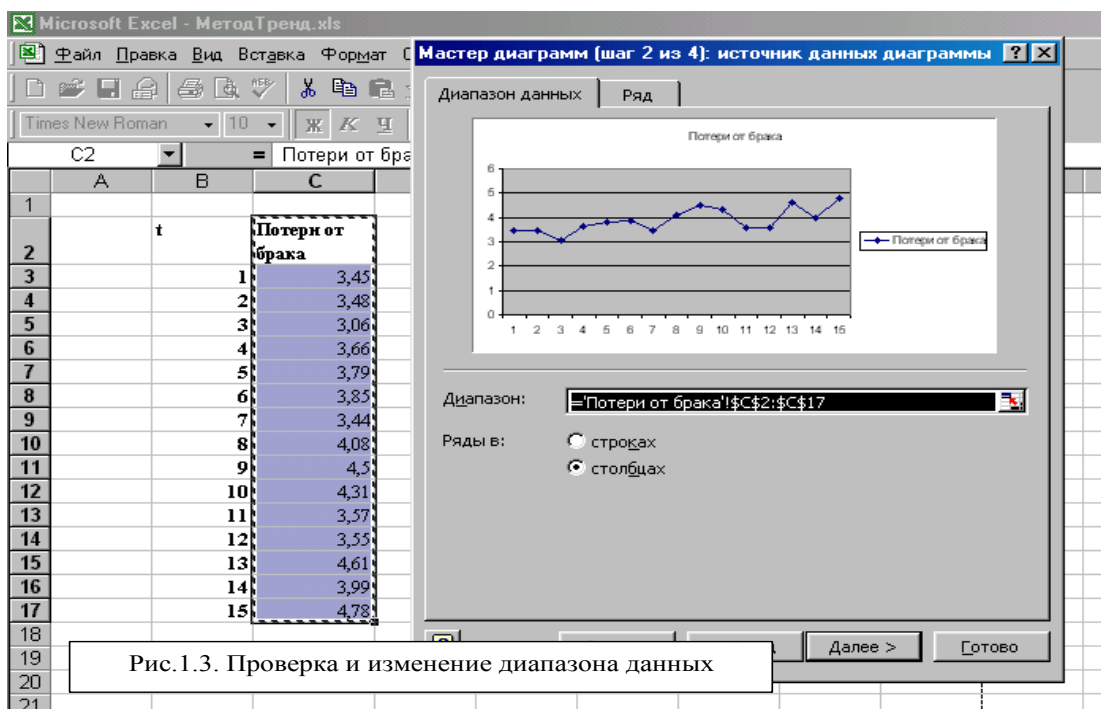 Microsoft Excel - МетодТренд.xls
Файл Правка Вид Вставка Формат
Times New Roman 10 Ж К Ч
C2 = Потери от бра
A B C
1
2 t Потери от
брака
3 1 3,45
4 2 3,48
5 3 3,06
6 4 3,66
7 5 3,79
8 6 3,85
9 7 3,44
10 8 4,08
11 9 4,5
12 10 4,31
13 11 3,57
14 12 3,55
15 13 4,61
16 14 3,99
17 15 4,78
18
19
20
21
Мастер диаграмм (шаг 2 из 4): источник данных диаграммы
Диапазон данных Ряд
Потери от брака
6
5
4
3
2
1
0
1 2 3 4 5 6 7 8 9 10 11 12 13 14 15
Потери от брака
Диапазон: ='Потери от брака'!$C$2:$C$17
Ряды в: строках
столбцах
Далее > Готово
Рис.1.3. Проверка и изменение диапазона данных